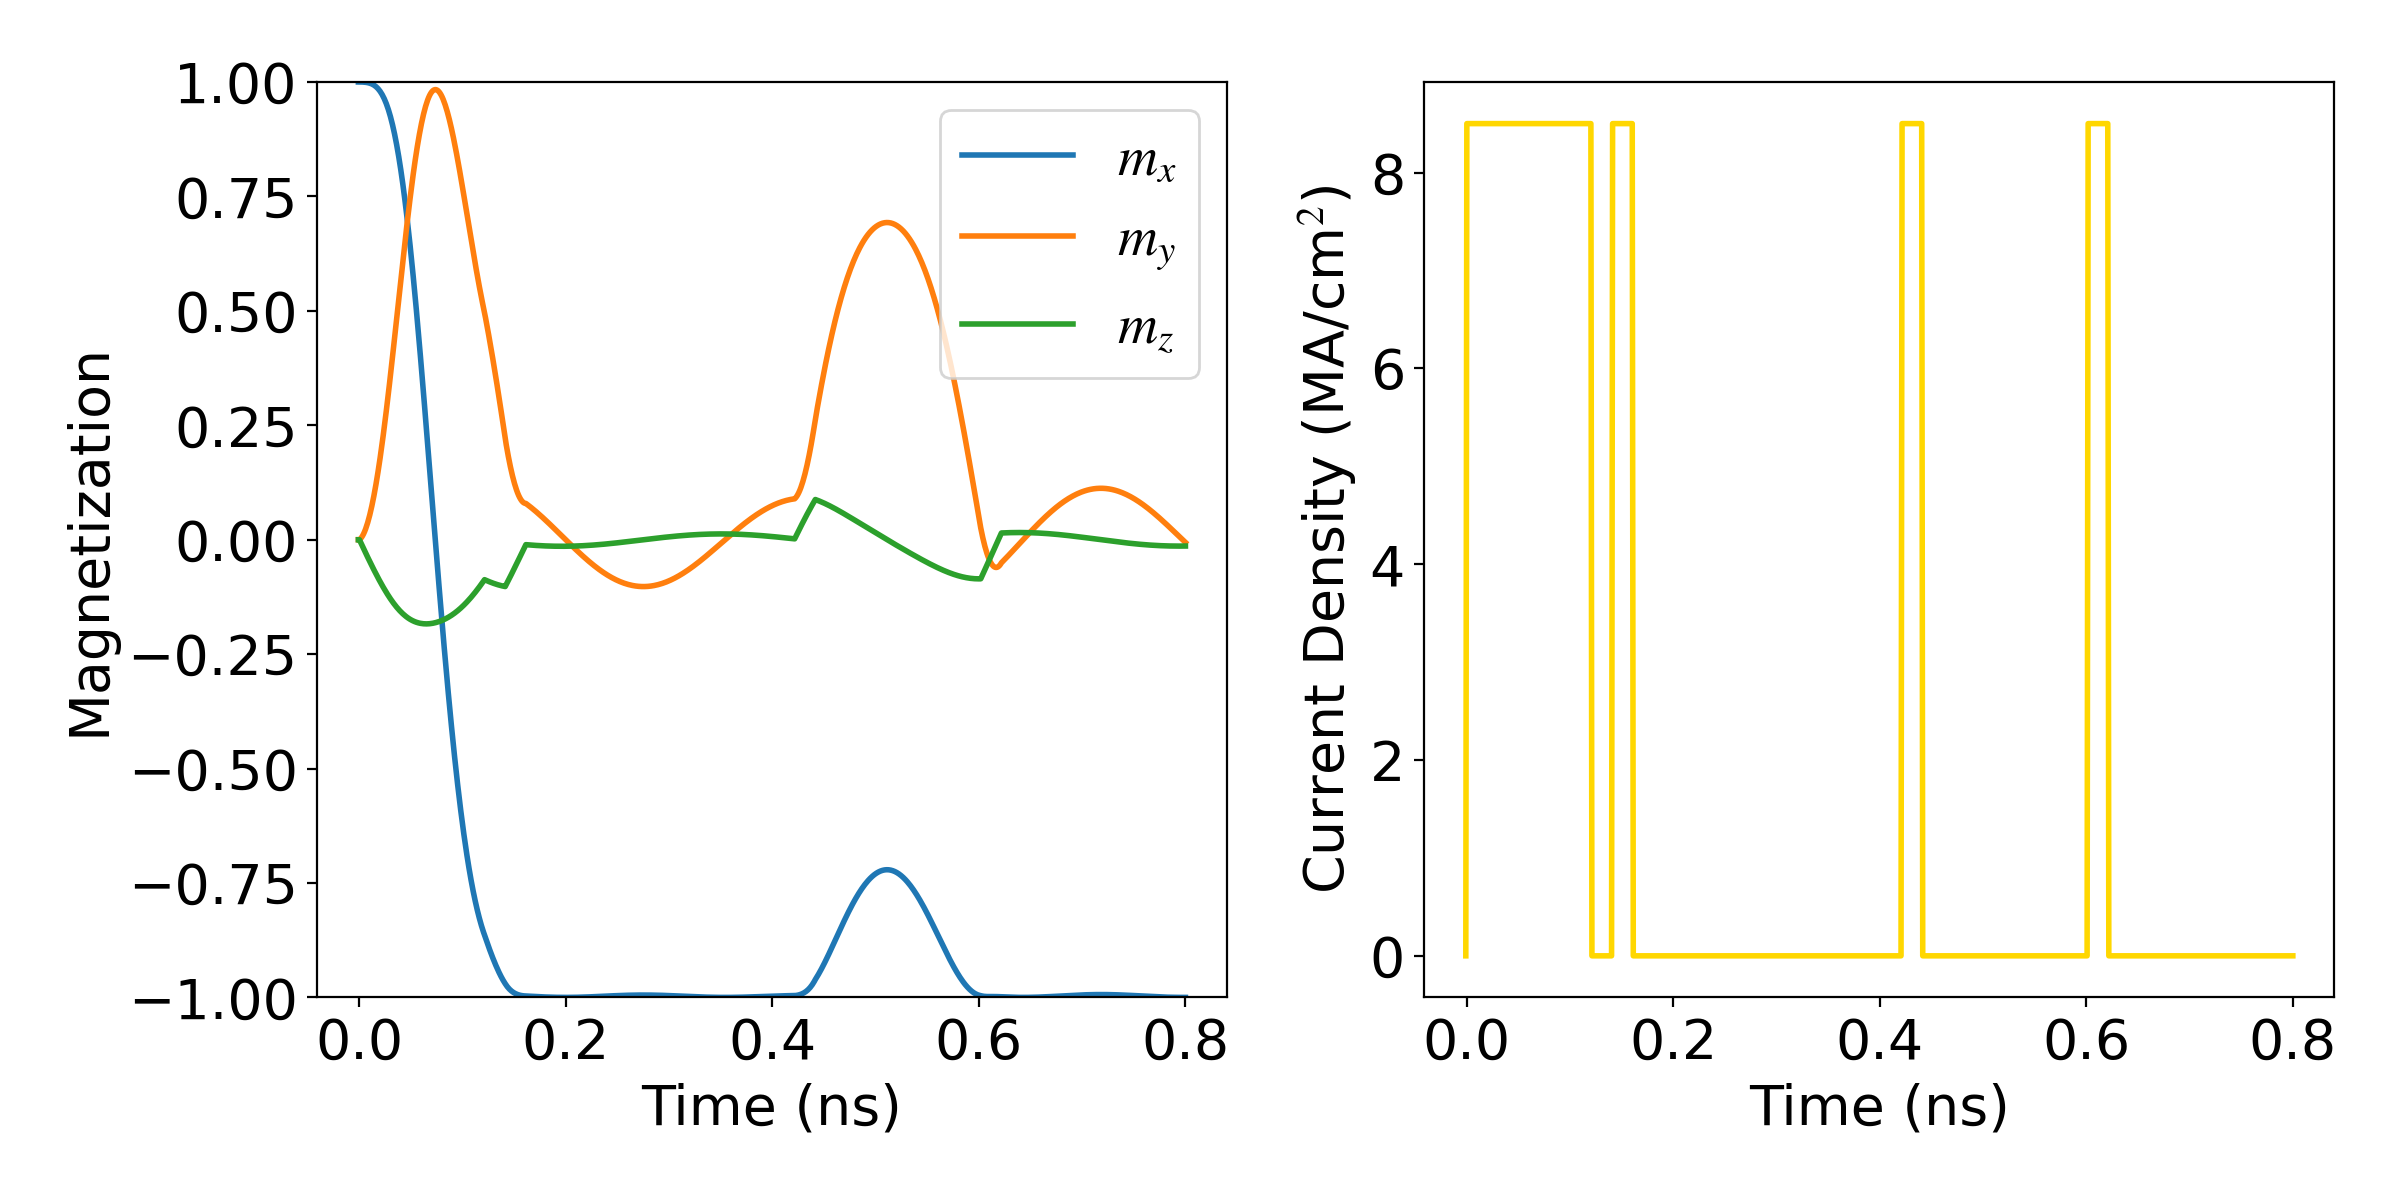 Magnetization
1.00
0.75
0.50
0.25
0.00
−0.25
−0.50
−0.75
−1.00
0.0 0.2 0.4 0.6 0.8
Time (ns)
m_x
m_y
m_z
Current Density (MA/cm²)
8
6
4
2
0
0.0 0.2 0.4 0.6 0.8
Time (ns)